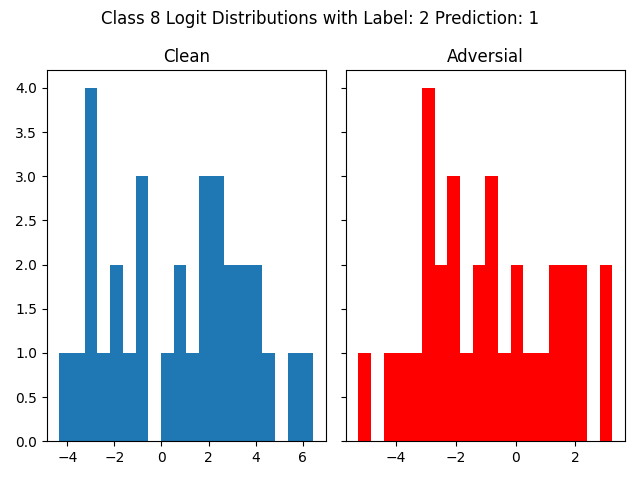 Class 8 Logit Distributions with Label: 2 Prediction: 1
Clean
Adversial
4.0
3.5
3.0
2.5
2.0
1.5
1.0
0.5
0.0
−4 −2 0 2 4 6
−4 −2 0 2